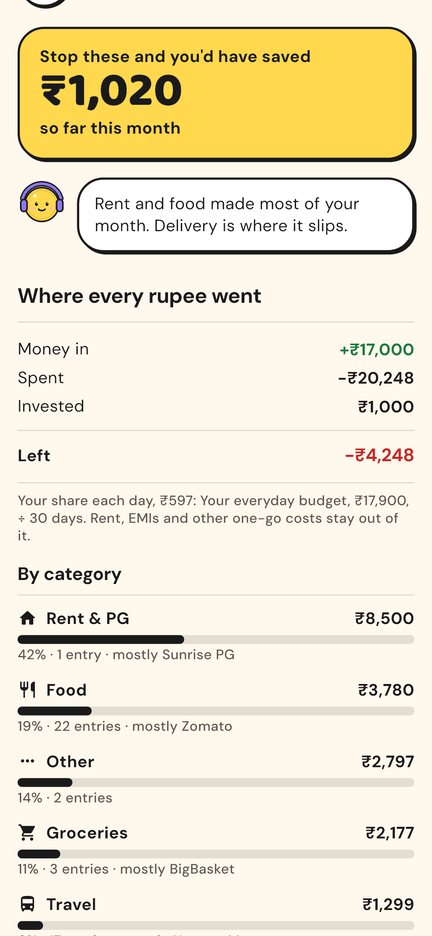 Stop these and you'd have saved
₹1,020
so far this month
Rent and food made most of your
month. Delivery is where it slips.
Where every rupee went
Money in +₹17,000
Spent -₹20,248
Invested ₹1,000
Left -₹4,248
Your share each day, ₹597: Your everyday budget, ₹17,900,
÷ 30 days. Rent, EMIs and other one-go costs stay out of
it.
By category
Rent & PG ₹8,500
42% · 1 entry · mostly Sunrise PG
Food ₹3,780
19% · 22 entries · mostly Zomato
Other ₹2,797
14% · 2 entries
Groceries ₹2,177
11% · 3 entries · mostly BigBasket
Travel ₹1,299